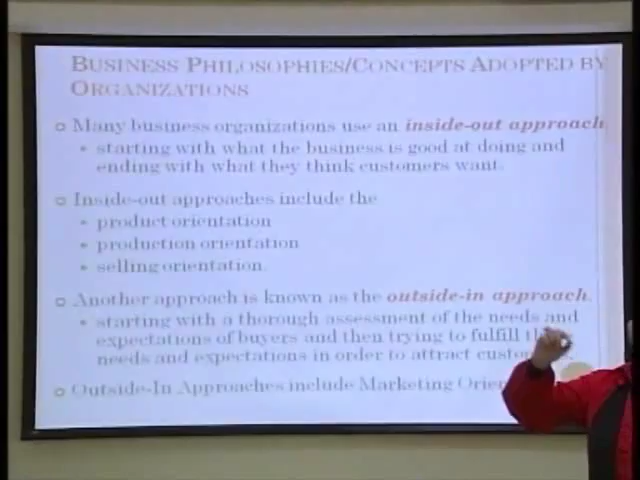 BUSINESS PHILOSOPHIES/CONCEPTS ADOPTED BY
ORGANIZATIONS
Many business organizations use an inside-out approach.
starting with what the business is good at doing and
ending with what they think customers want.
Inside-out approaches include the
product orientation
production orientation
selling orientation.
Another approach is known as the outside-in approach.
starting with a thorough assessment of the needs and
expectations of buyers and then trying to fulfill
needs and expectations in order to attract
Outside-In Approaches include Marketing